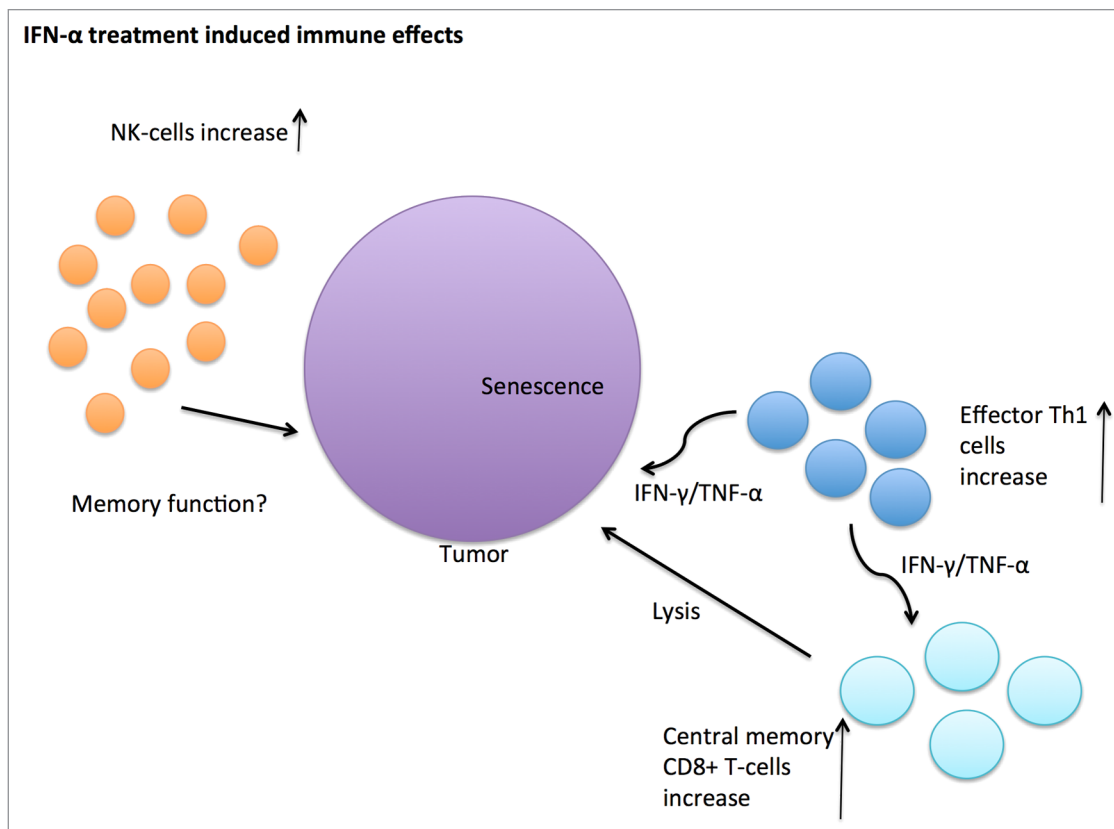 IFN-α treatment induced immune effects
NK-cells increase
Senescence
Effector Th1
cells
increase
IFN-γ/TNF-α
Memory function?
Tumor
IFN-γ/TNF-α
Lysis
Central memory
CD8+ T-cells
increase